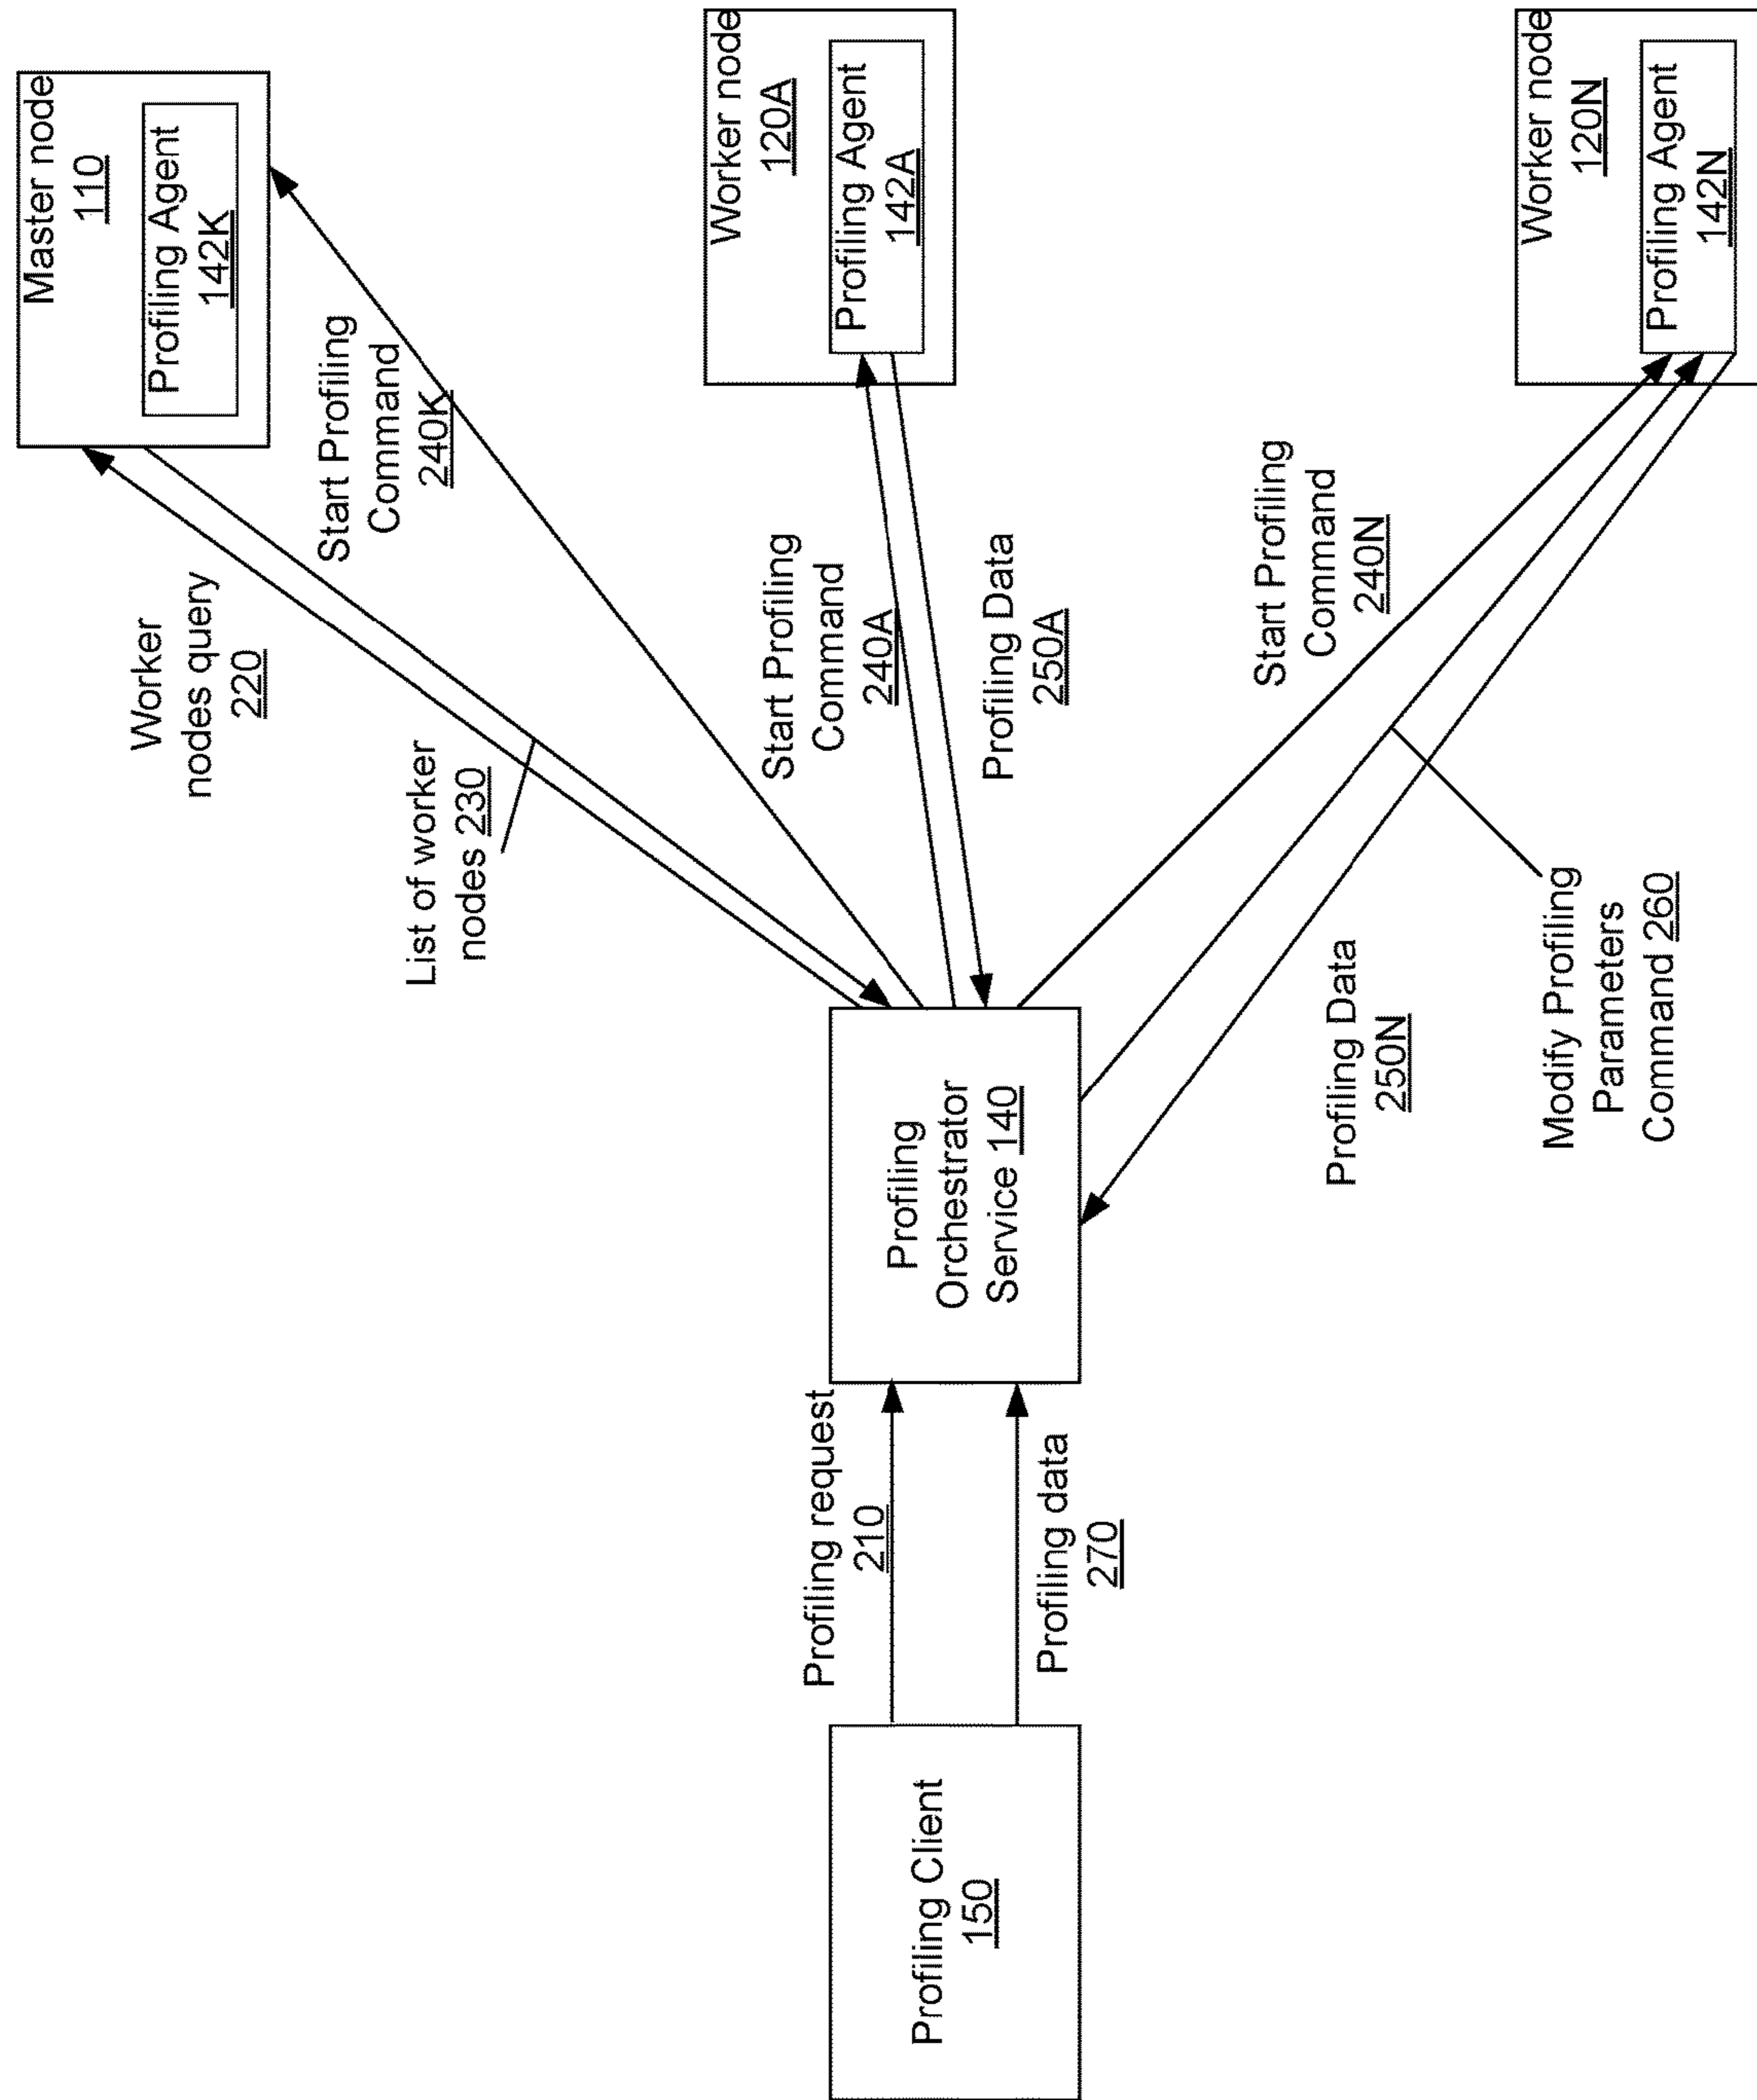 Master node
110
Profiling Agent
142K
Worker
nodes query
220
List of worker
nodes 230
Start Profiling
Command
240K
Worker node
120A
Profiling Agent
142A
Start Profiling
Command
240A
Profiling Data
250A
Profiling request
210
Profiling data
270
Profiling Client
150
Profiling
Orchestrator
Service 140
Worker node
120N
Profiling Agent
142N
Start Profiling
Command
240N
Profiling Data
250N
Modify Profiling
Parameters
Command 260